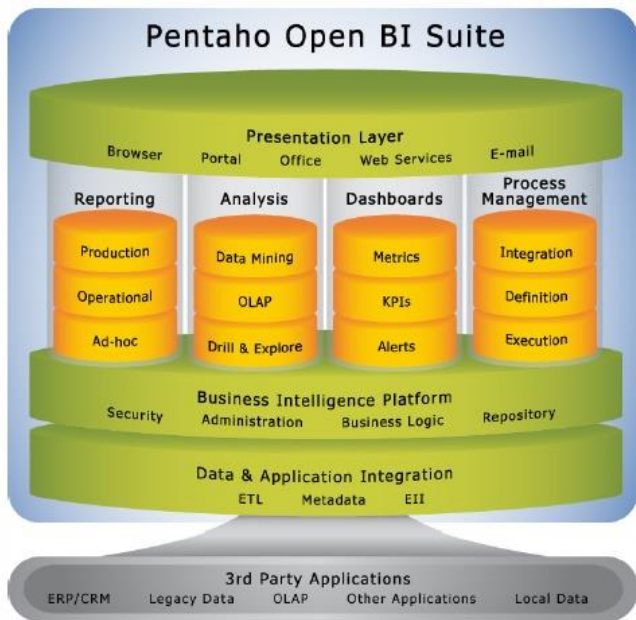 Pentaho Open BI Suite
Presentation Layer
Browser Portal Office Web Services E-mail
Reporting Analysis Dashboards Process Management
Production Data Mining Metrics Integration
Operational OLAP KPIs Definition
Ad-hoc Drill & Explore Alerts Execution
Business Intelligence Platform
Security Administration Business Logic Repository
Data & Application Integration
ETL Metadata EII
3rd Party Applications
ERP/CRM Legacy Data OLAP Other Applications Local Data